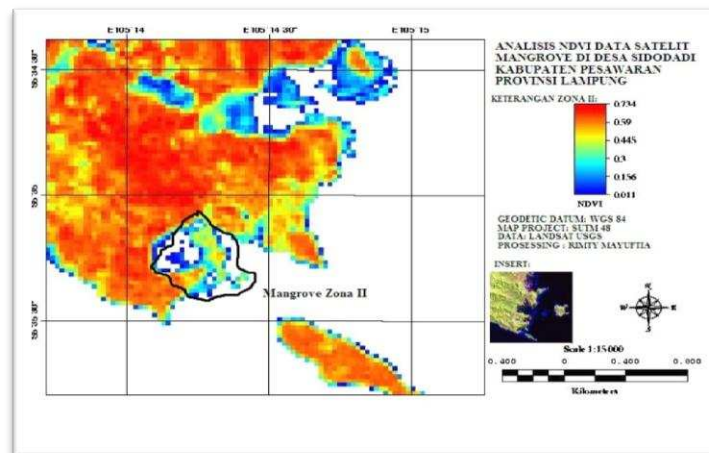 E 105 14
E 105 14 30"
E 105 15
ANALISIS NDVI DATA SATELIT
MANGROVE DI DESA SIDODADI
KABUPATEN PESAWARAN
PROVINSI LAMPUNG
KETERANGAN ZONA II:
0.734
0.59
0.445
0.3
0.156
0.011
NDVI
GEODETIC DATUM: WGS 84
MAP PROJECT: SUTM 48
DATA: LANDSAT USGS
PROSESSING : RIMTY MAYUFTIA
INSERT:
Mangrove Zona II
Scale 1:15 000
0.400 0 0.400 0.800
Kilometers